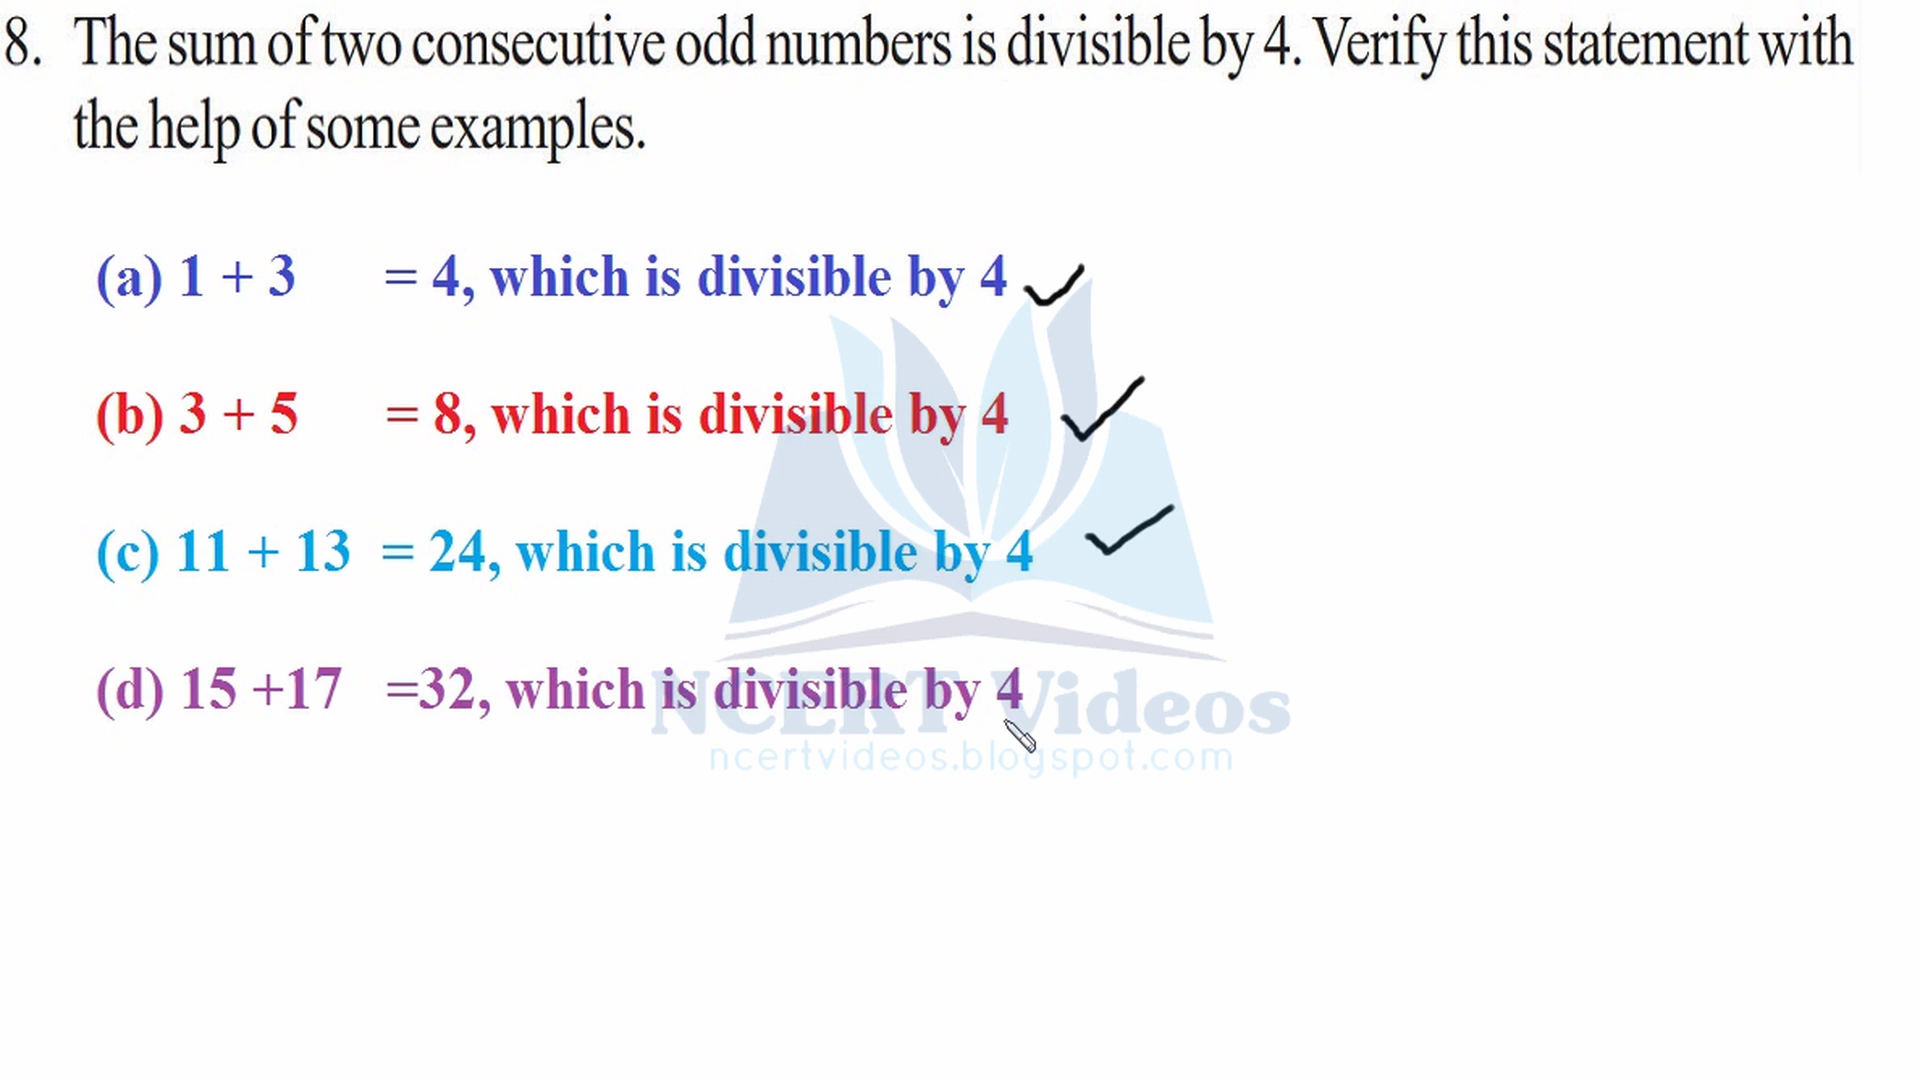 8. The sum of two consecutive odd numbers is divisible by 4. Verify this statement with
the help of some examples.
(a) 1 + 3 = 4, which is divisible by 4
(b) 3 + 5 = 8, which is divisible by 4
(c) 11 + 13 = 24, which is divisible by 4
(d) 15 +17 =32, which is divisible by 4
NCERT Videos
ncertvideos.blogspot.com